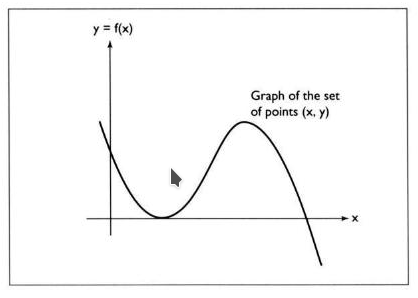 y = f(x)
Graph of the set
of points (x, y)
x